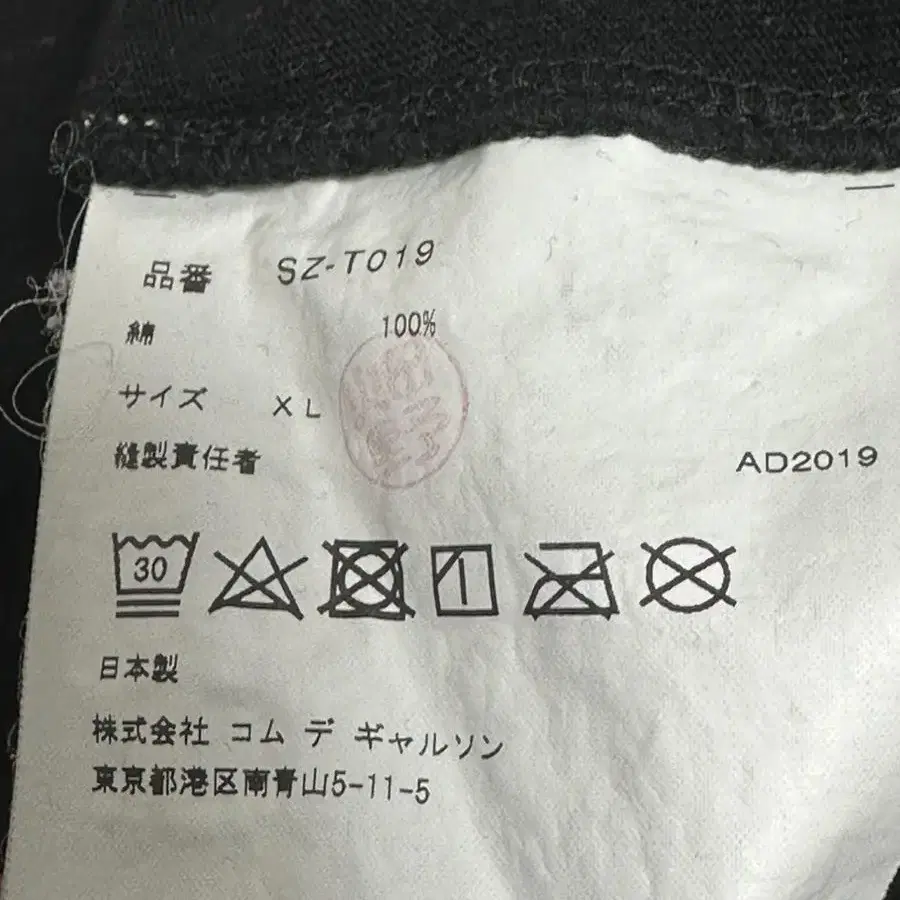 品番 SZ-T019
綿 100%
サイズ XL
縫製責任者
AD2019
30
日本製
株式会社 コム デ ギャルソン
東京都港区南青山5-11-5